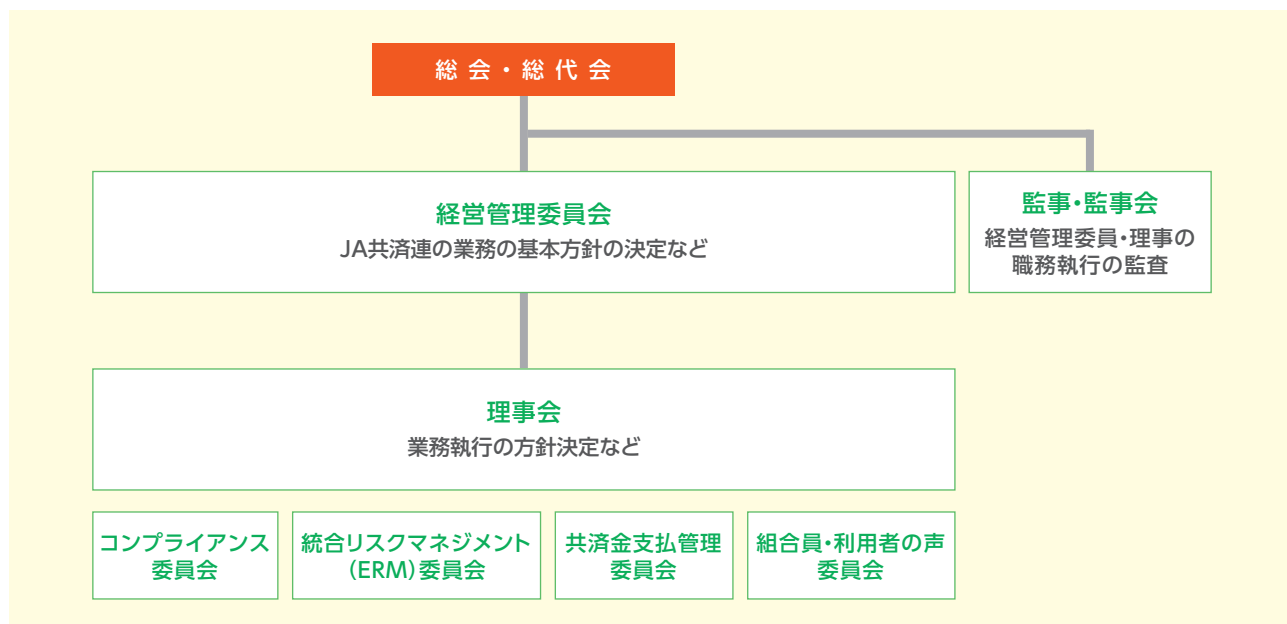 総会・総代会
経営管理委員会
JA共済連の業務の基本方針の決定など
監事・監事会
経営管理委員・理事の
職務執行の監査
理事会
業務執行の方針決定など
コンプライアンス
委員会
統合リスクマネジメント
(ERM)委員会
共済金支払管理
委員会
組合員・利用者の声
委員会